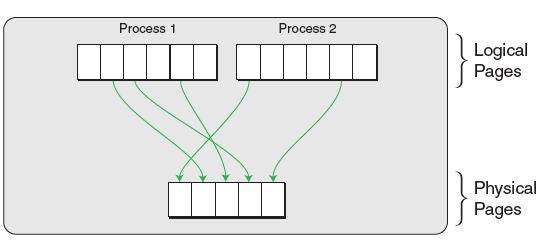 Process 1
Process 2
Logical
Pages
Physical
Pages